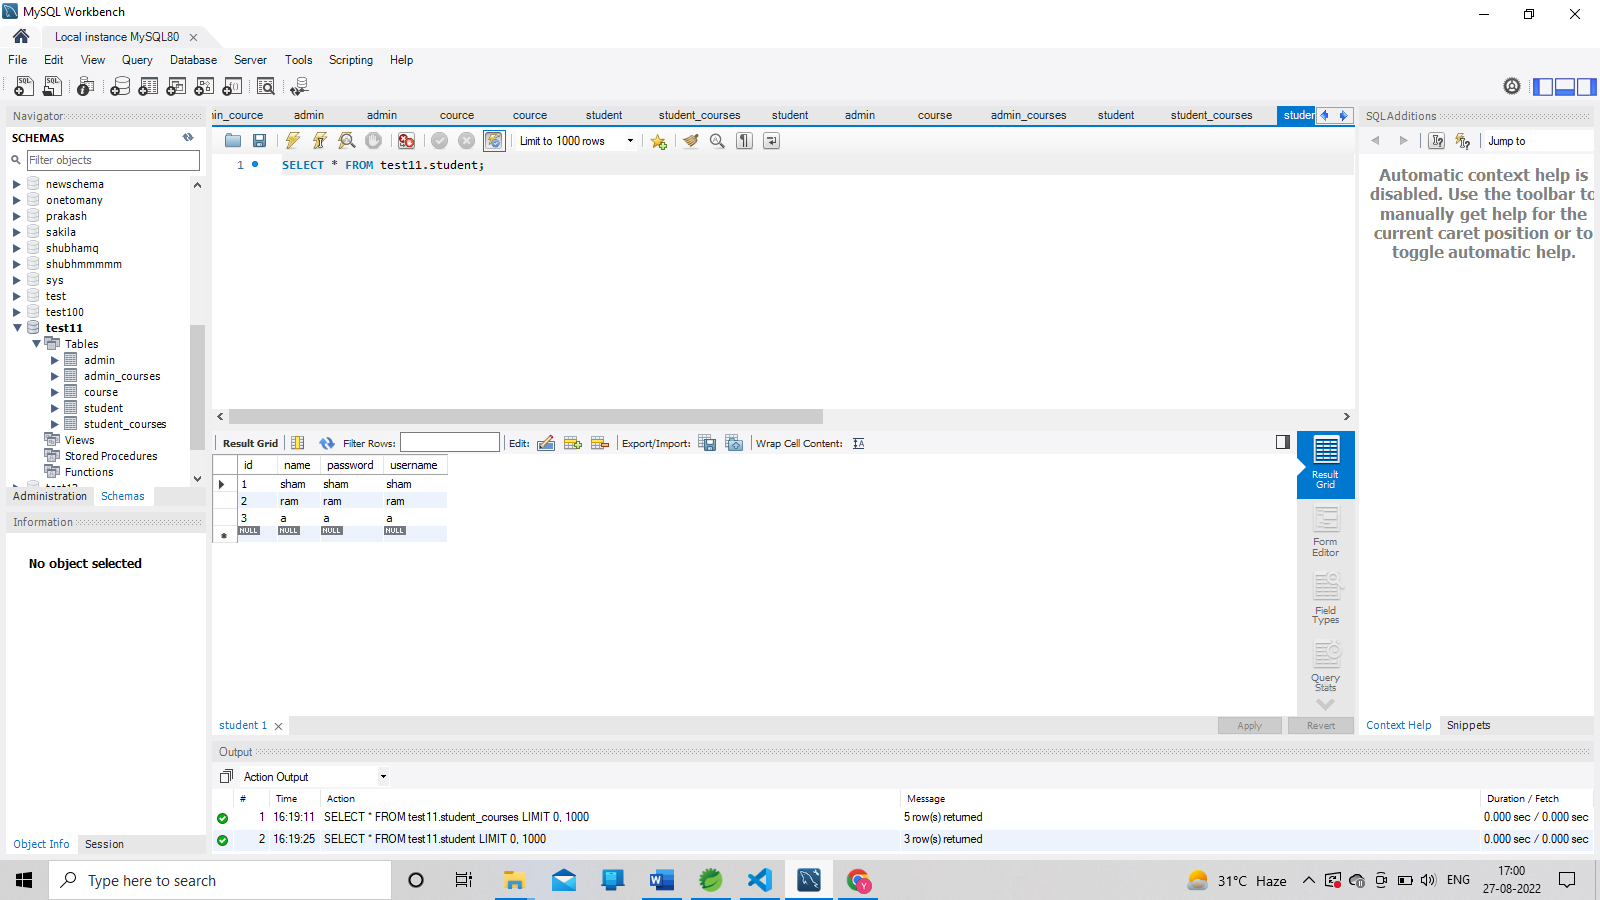 MySQL Workbench
Local instance MySQL80
File Edit View Query Database Server Tools Scripting Help
Navigator
SCHEMAS
Filter objects
newschema
onetomany
prakash
sakila
shubhamq
shubhmmmmm
sys
test
test100
test11
Tables
admin
admin_courses
course
student
student_courses
Views
Stored Procedures
Functions
Administration Schemas
Information
No object selected
Object Info Session
in_cource admin admin cource cource student student_courses student admin course admin_courses student student_courses studer
Limit to 1000 rows
1 SELECT * FROM test11.student;
Result Grid Filter Rows: Edit: Export/Import: Wrap Cell Content:
id name password username
1 sham sham sham
2 ram ram ram
3 a a a
NULL NULL NULL NULL
Result Grid
Form Editor
Field Types
Query Stats
student 1
Apply Revert
SQLAdditions
Jump to
Automatic context help is
disabled. Use the toolbar to
manually get help for the
current caret position or to
toggle automatic help.
Context Help Snippets
Output
Action Output
# Time Action Message Duration / Fetch
1 16:19:11 SELECT * FROM test11.student_courses LIMIT 0, 1000 5 row(s) returned 0.000 sec / 0.000 sec
2 16:19:25 SELECT * FROM test11.student LIMIT 0, 1000 3 row(s) returned 0.000 sec / 0.000 sec
Type here to search
31°C Haze
ENG
17:00
27-08-2022